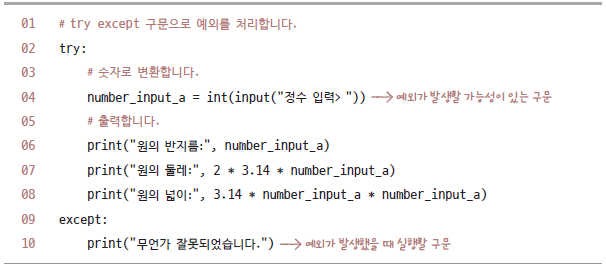 01 # try except 구문으로 예외를 처리합니다.
02 try:
03     # 숫자로 변환합니다.
04     number_input_a = int(input("정수 입력> ")) → 예외가 발생할 가능성이 있는 구문
05     # 출력합니다.
06     print("원의 반지름:", number_input_a)
07     print("원의 둘레:", 2 * 3.14 * number_input_a)
08     print("원의 넓이:", 3.14 * number_input_a * number_input_a)
09 except:
10     print("무언가 잘못되었습니다.") → 예외가 발생했을 때 실행할 구문